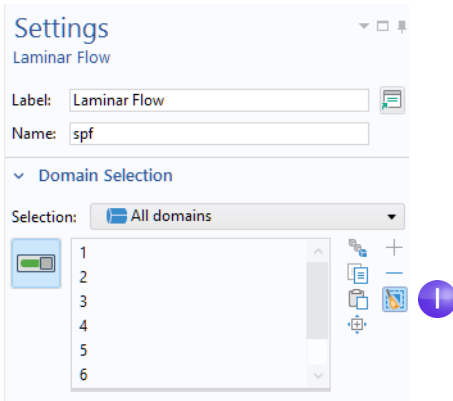 Settings
Laminar Flow
Label: Laminar Flow
Name: spf
Domain Selection
Selection: All domains
1
2
3
4
5
6
I